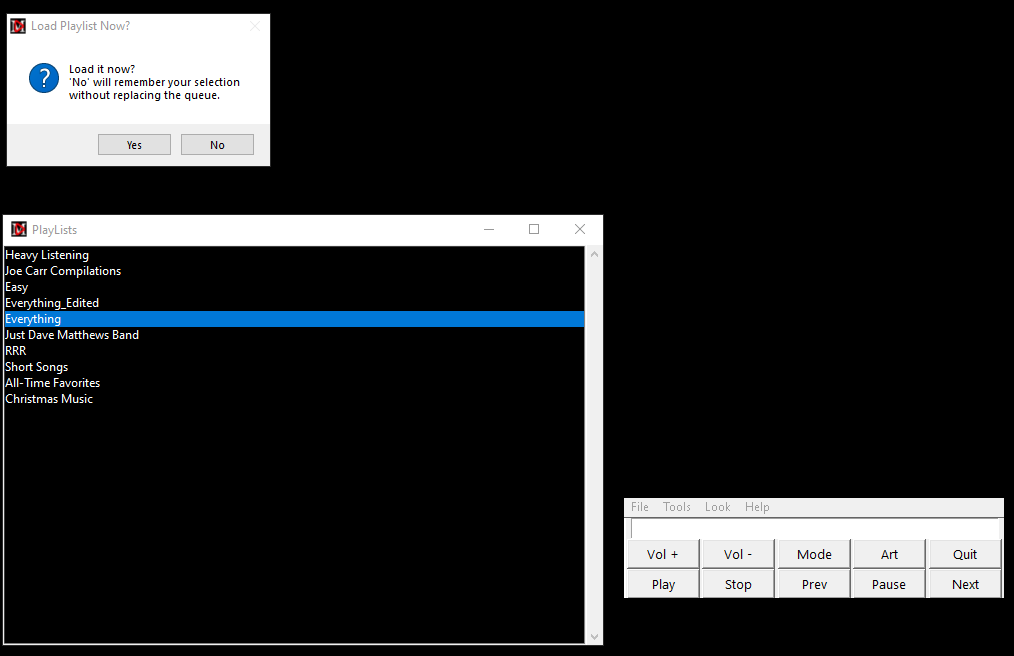 Load Playlist Now?
Load it now?
'No' will remember your selection
without replacing the queue.
Yes No
PlayLists
Heavy Listening
Joe Carr Compilations
Easy
Everything_Edited
Everything
Just Dave Matthews Band
RRR
Short Songs
All-Time Favorites
Christmas Music
File Tools Look Help
Vol + Vol - Mode Art Quit
Play Stop Prev Pause Next